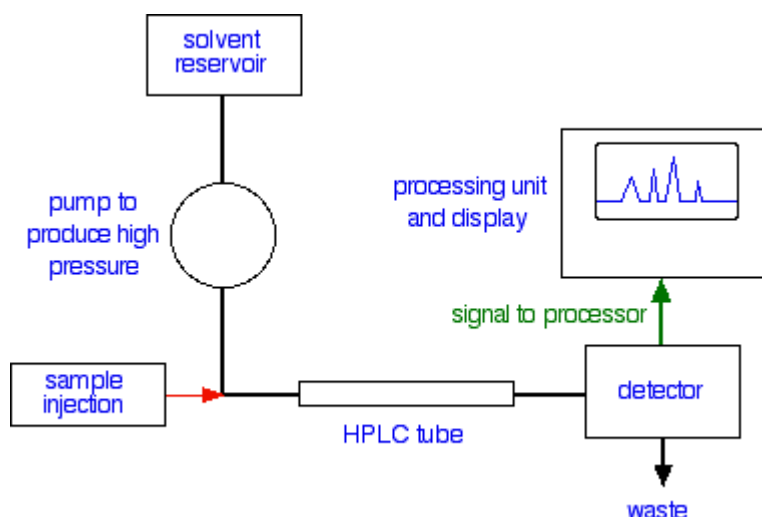 solvent
reservoir
pump to
produce high
pressure
processing unit
and display
signal to processor
sample
injection
HPLC tube
detector
waste